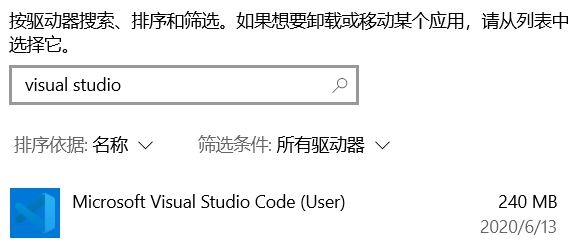 按驱动器搜索、排序和筛选。如果想要卸载或移动某个应用，请从列表中
选择它。
visual studio
排序依据: 名称 筛选条件: 所有驱动器
Microsoft Visual Studio Code (User) 240 MB
2020/6/13